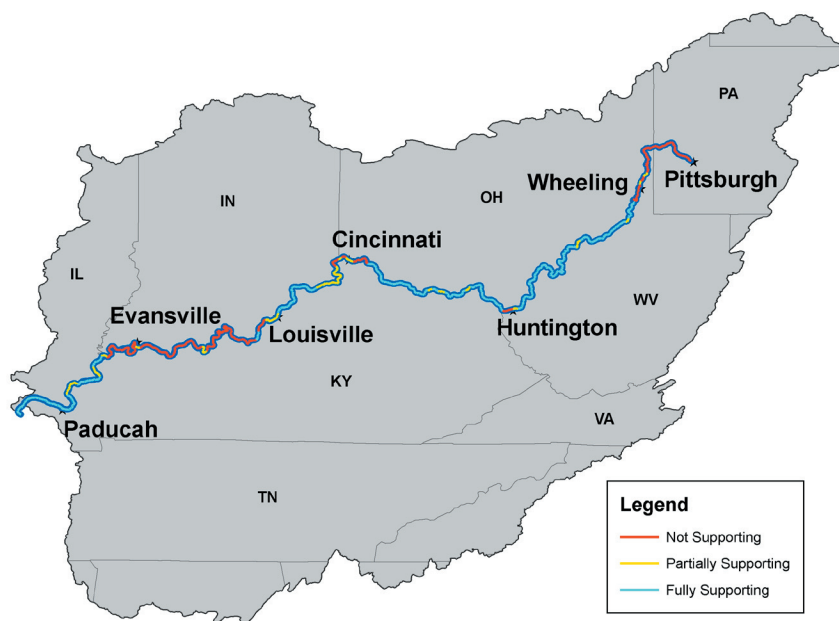 PA
Wheeling
Pittsburgh
OH
IN
Cincinnati
IL
WV
Evansville
Louisville
Huntington
KY
Paducah
VA
TN
Legend
Not Supporting
Partially Supporting
Fully Supporting